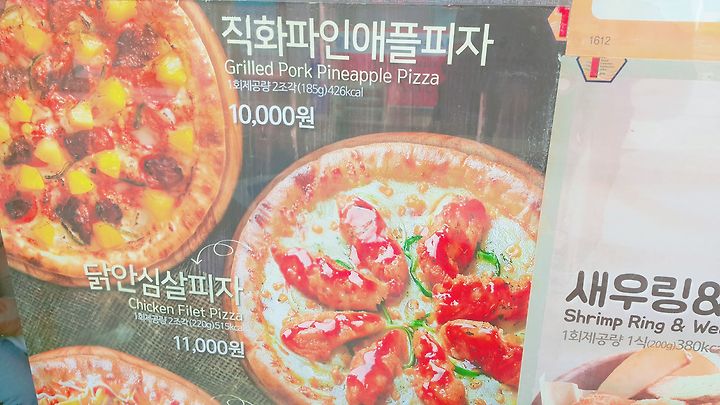 직화파인애플피자
Grilled Pork Pineapple Pizza
1회제공량 2조각(185g)426kcal
10,000원
1612
닭안심살피자
Chicken Filet Pizza
1회제공량 2조각(220g)515kcal
11,000원
새우링&
Shrimp Ring & We
1회제공량 1식(200g)380kc